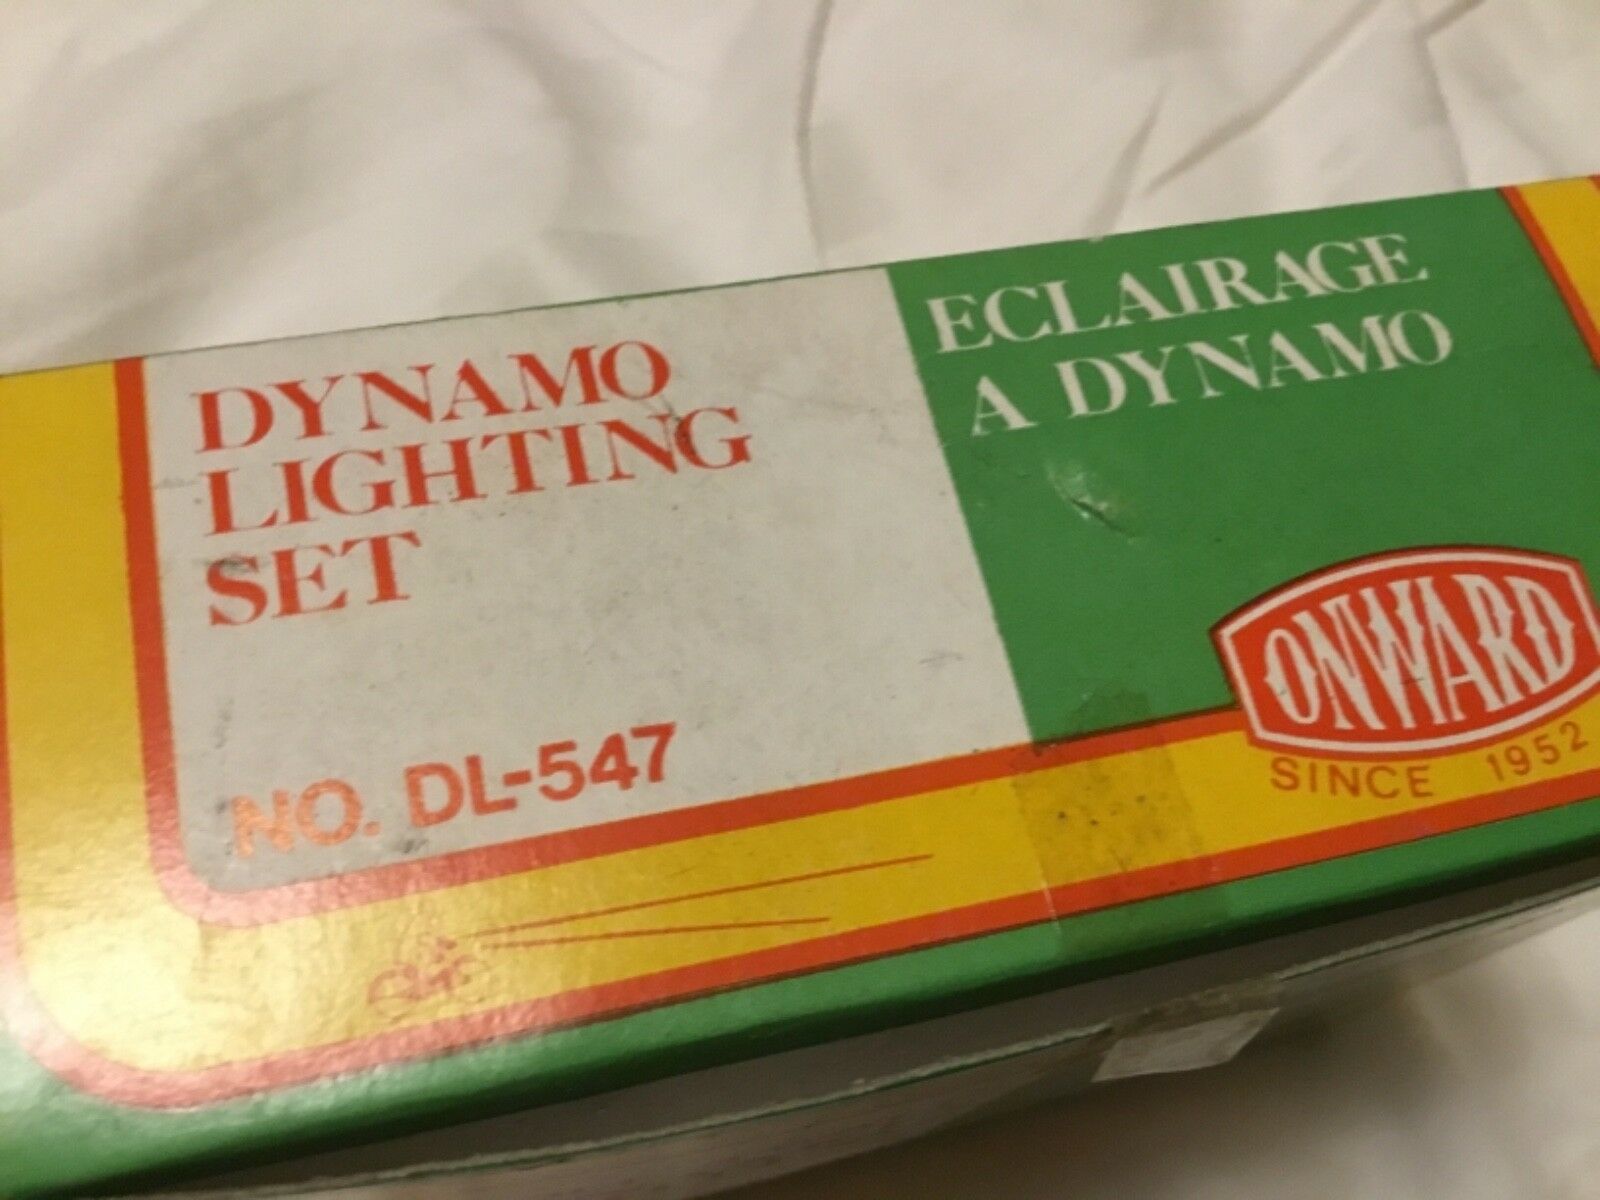 DYNAMO
LIGHTING
SET
NO. DL-547
ECLAIRAGE
A DYNAMO
ONWARD
SINCE 1952